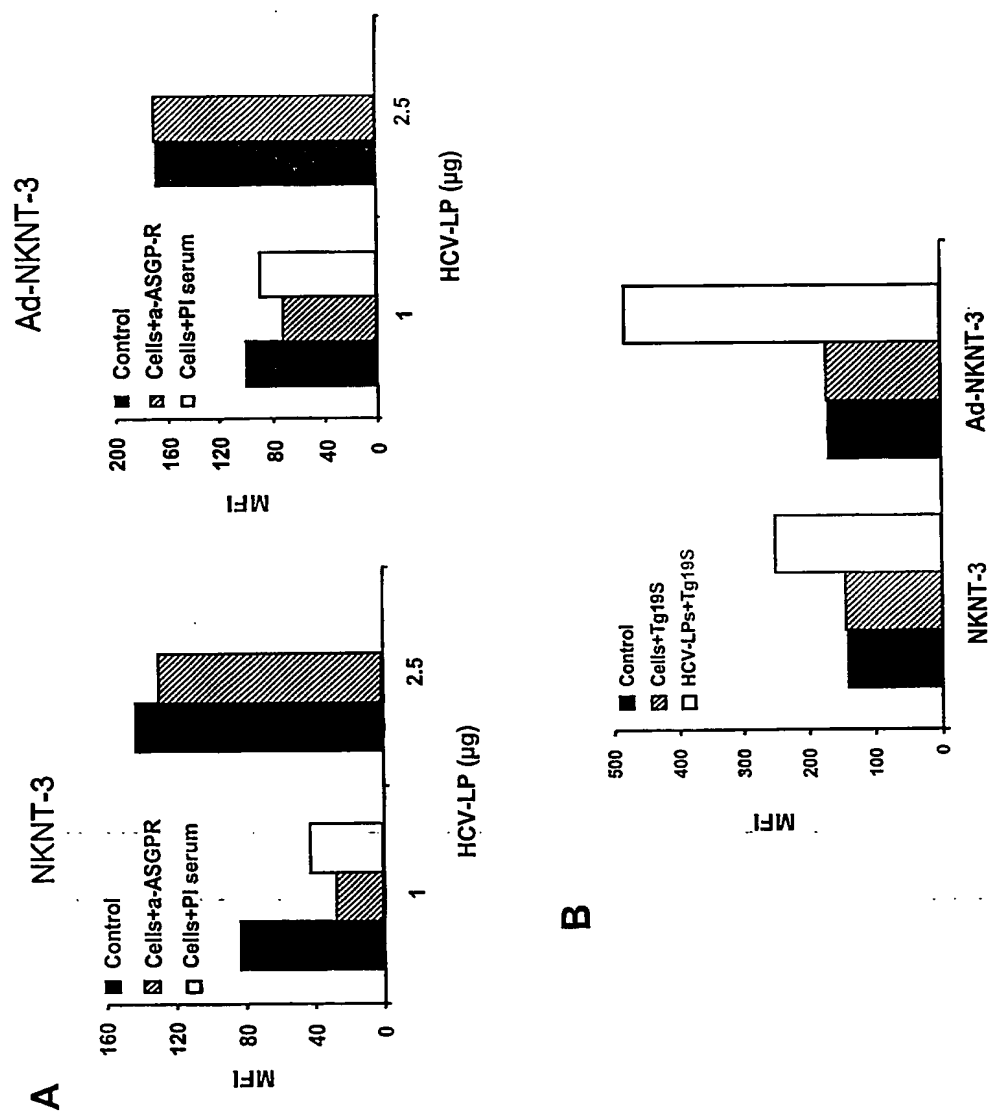 A
NKNT-3
MFI
160
120
80
40
0
Control
Cells+a-ASGPR
Cells+PI serum
1
2.5
HCV-LP (µg)
Ad-NKNT-3
MFI
200
160
120
80
40
0
Control
Cells+a-ASGP-R
Cells+PI serum
1
2.5
HCV-LP (µg)
B
MFI
500
400
300
200
100
0
Control
Cells+Tg19S
HCV-LPs+Tg19S
NKNT-3
Ad-NKNT-3